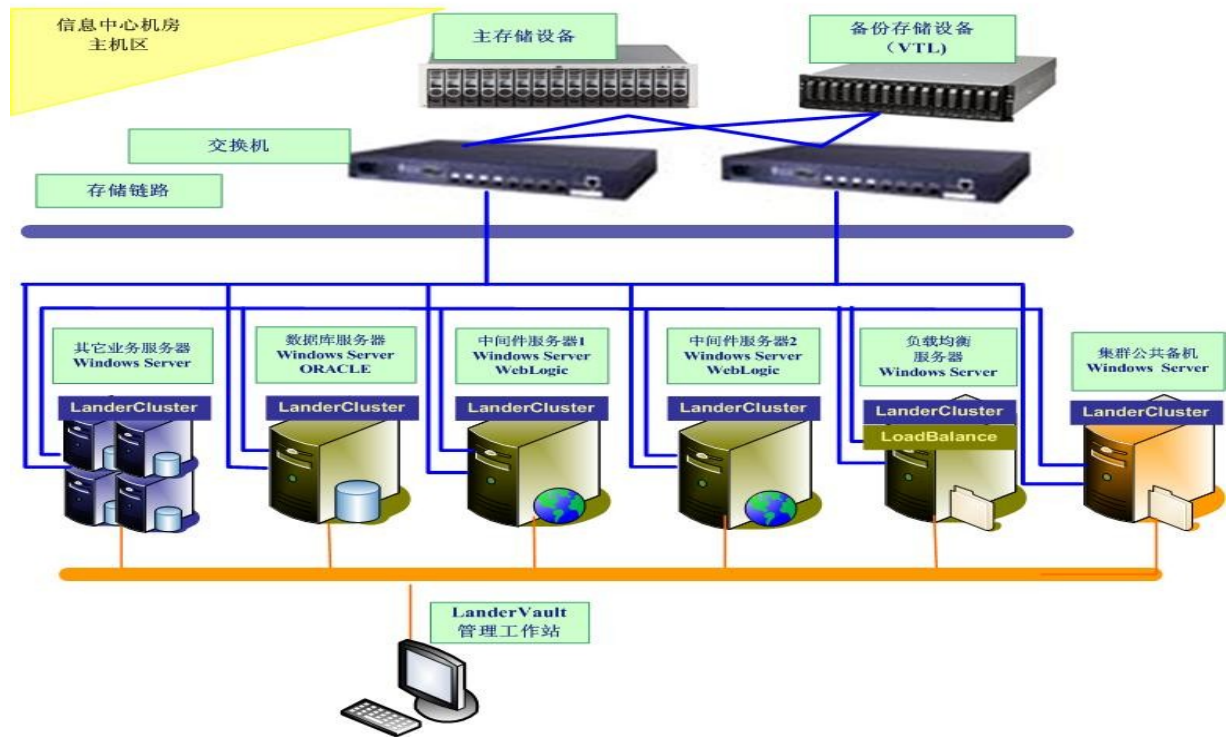 信息中心机房
主机区
主存储设备
备份存储设备
（VTL)
交换机
存储链路
其它业务服务器
Windows Server
数据库服务器
Windows Server
ORACLE
中间件服务器1
Windows Server
WebLogic
中间件服务器2
Windows Server
WebLogic
负载均衡
服务器
Windows Server
集群公共备机
Windows Server
LanderCluster
LanderCluster
LanderCluster
LanderCluster
LanderCluster
LoadBalance
LanderCluster
LanderVault
管理工作站